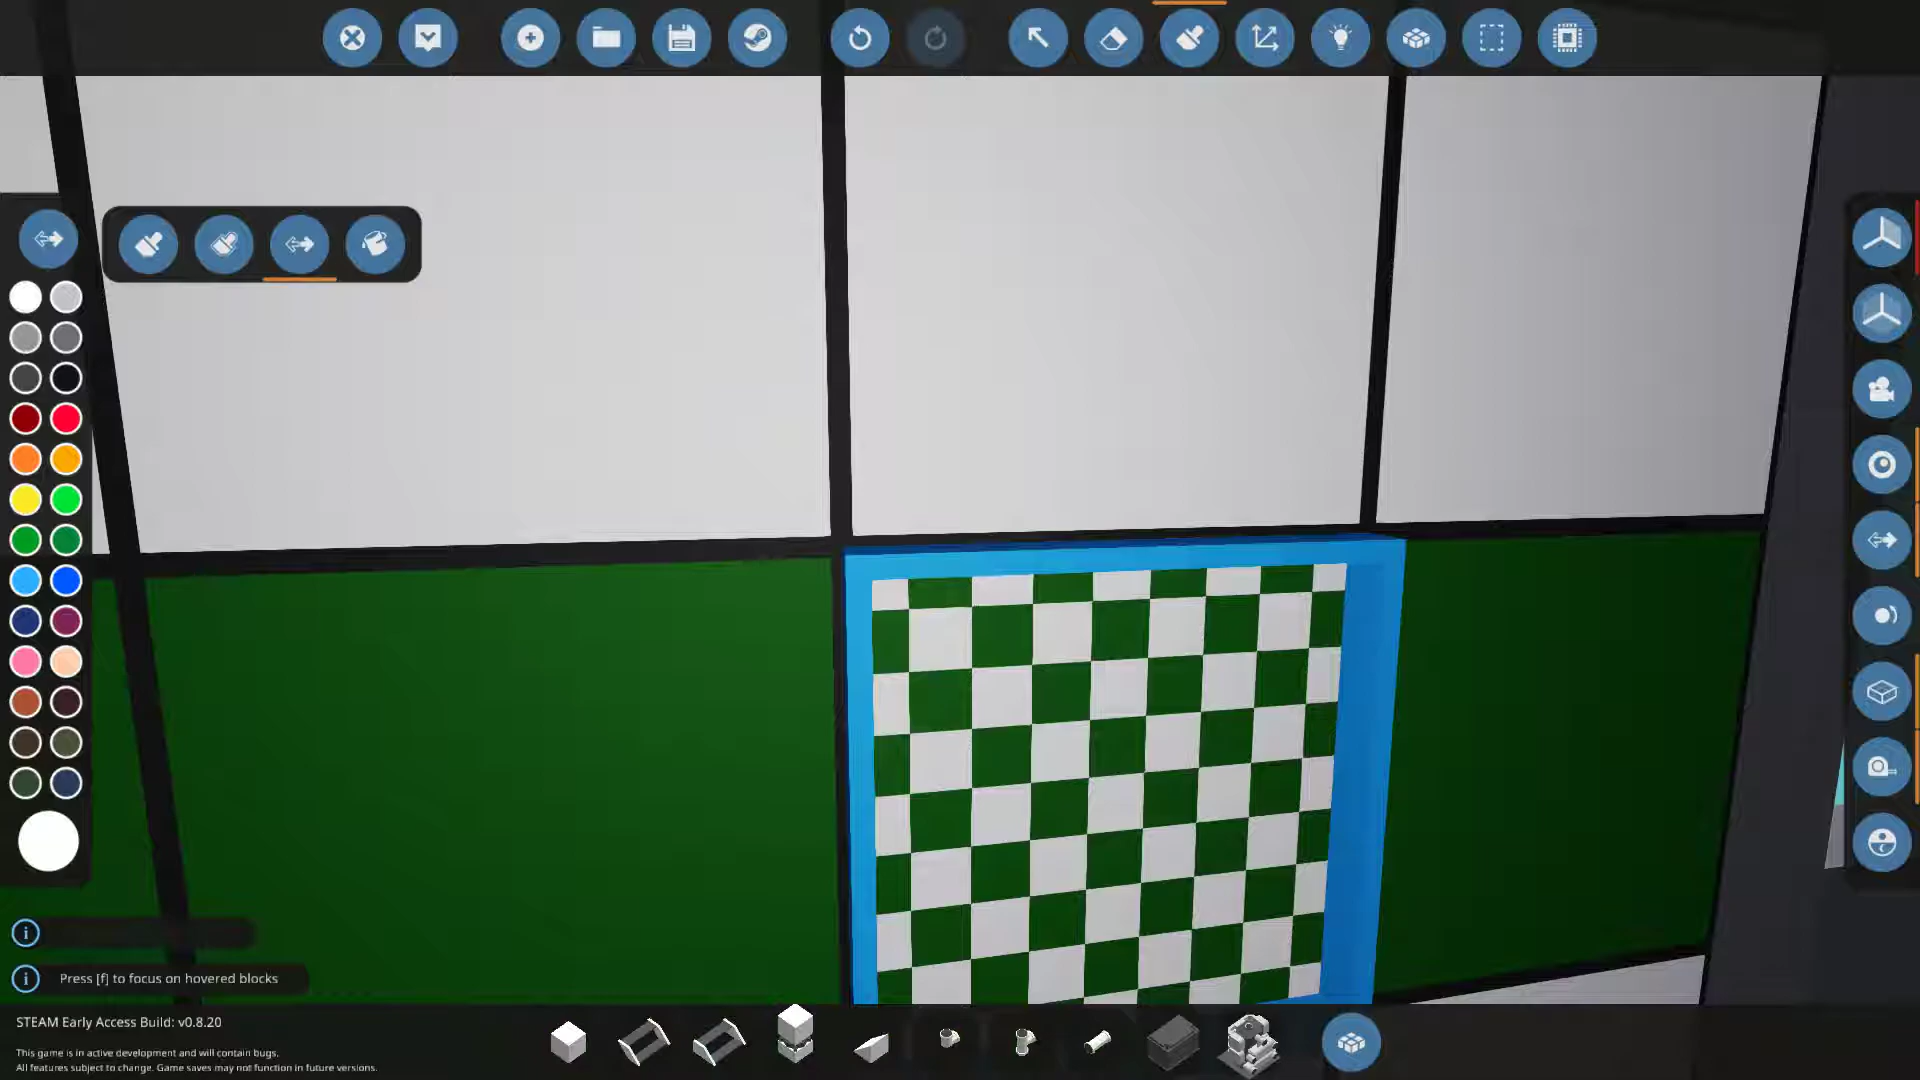 Press [f] to focus on hovered blocks
STEAM Early Access Build: v0.8.20
This game is in active development and will contain bugs.
All features subject to change. Game saves may not function in future versions.